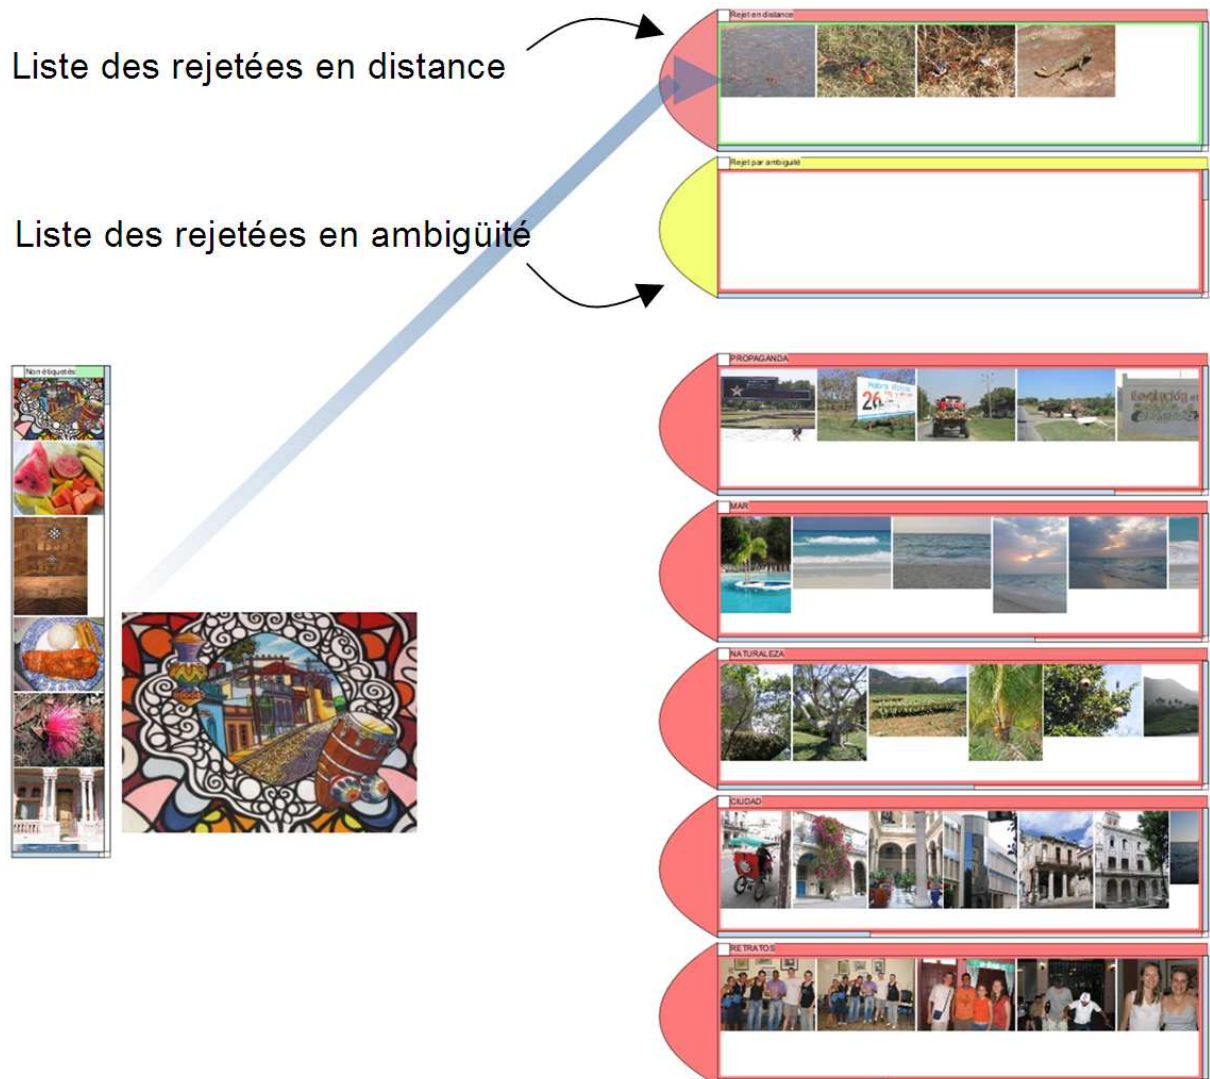 Rejet en distance
Liste des rejetées en distance
Rejet par ambiguïté
Liste des rejetées en ambigüité
PROPAGANDA
26
Non étiquetés
MAR
NATURALEZA
CIUDAD
RETRATOS